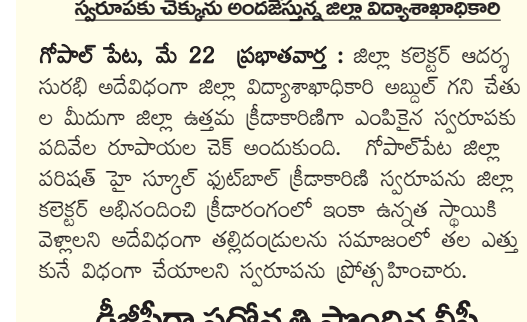 స్వరూపకు చెక్కును అందజేస్తున్న జిల్లా విద్యాశాఖాధికారి
గోపాల్ పేట, మే 22 ప్రభాతవార్త : జిల్లా కలెక్టర్ ఆదర్శ
సురభి అదేవిధంగా జిల్లా విద్యాశాఖాధికారి అబ్దుల్ గని చేతు
ల మీదుగా జిల్లా ఉత్తమ క్రీడాకారిణిగా ఎంపికైన స్వరూపకు
పదివేల రూపాయల చెక్ అందుకుంది. గోపాల్‌పేట జిల్లా
పరిషత్ హై స్కూల్ ఫుట్‌బాల్ క్రీడాకారిణి స్వరూపను జిల్లా
కలెక్టర్ అభినందించి క్రీడారంగంలో ఇంకా ఉన్నత స్థాయికి
వెళ్లాలని అదేవిధంగా తల్లిదండ్రులను సమాజంలో తల ఎత్తు
కునే విధంగా చేయాలని స్వరూపను ప్రోత్సహించారు.